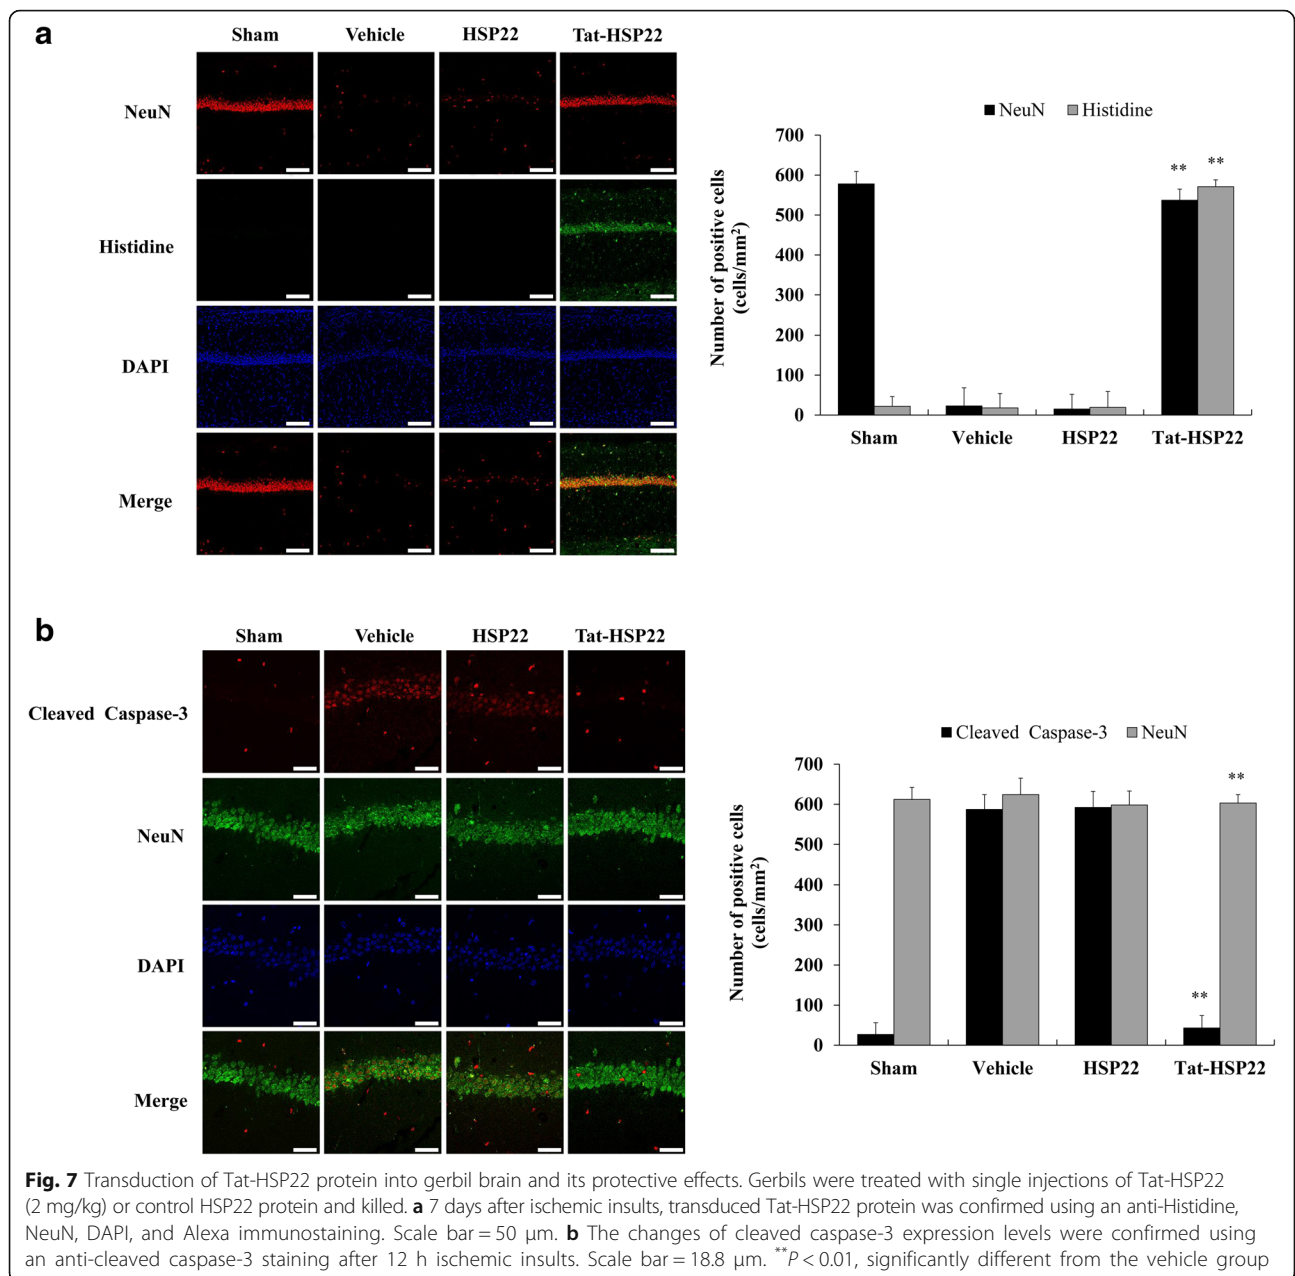 a
Sham Vehicle HSP22 Tat-HSP22
NeuN
Histidine
DAPI
Merge
NeuN Histidine
Number of positive cells
(cells/mm²)
700
600
500
400
300
200
100
0
** **
Sham Vehicle HSP22 Tat-HSP22
b
Sham Vehicle HSP22 Tat-HSP22
Cleaved Caspase-3
NeuN
DAPI
Merge
Cleaved Caspase-3 NeuN
Number of positive cells
(cells/mm²)
700
600
500
400
300
200
100
0
**
**
Sham Vehicle HSP22 Tat-HSP22
Fig. 7 Transduction of Tat-HSP22 protein into gerbil brain and its protective effects. Gerbils were treated with single injections of Tat-HSP22
(2 mg/kg) or control HSP22 protein and killed. a 7 days after ischemic insults, transduced Tat-HSP22 protein was confirmed using an anti-Histidine,
NeuN, DAPI, and Alexa immunostaining. Scale bar = 50 μm. b The changes of cleaved caspase-3 expression levels were confirmed using
an anti-cleaved caspase-3 staining after 12 h ischemic insults. Scale bar = 18.8 μm. **P < 0.01, significantly different from the vehicle group